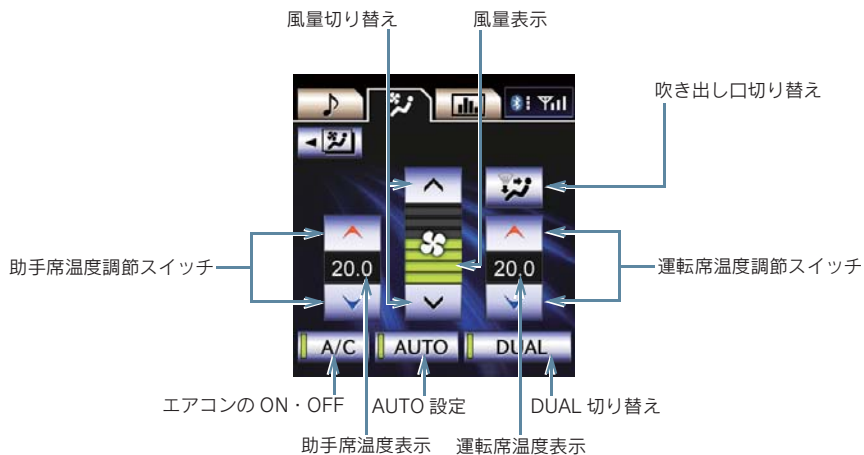 風量切り替え
風量表示
吹き出し口切り替え
助手席温度調節スイッチ
20.0
20.0
運転席温度調節スイッチ
A/C
AUTO
DUAL
エアコンの ON・OFF
AUTO 設定
DUAL 切り替え
助手席温度表示
運転席温度表示